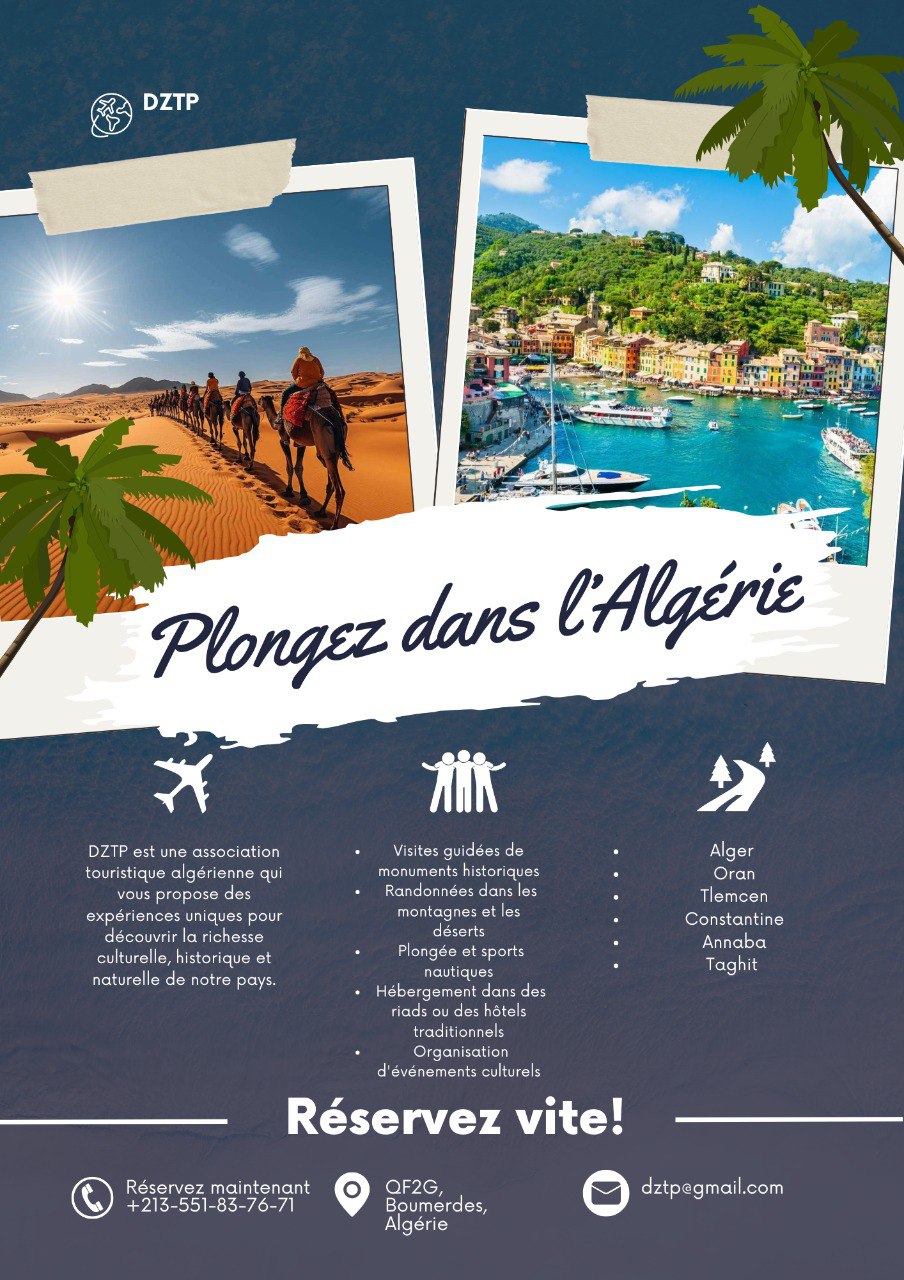 DZTP
Plongez dans l'Algérie
DZTP est une association
touristique algérienne qui
vous propose des
expériences uniques pour
découvrir la richesse
culturelle, historique et
naturelle de notre pays.
• Visites guidées de
monuments historiques
• Randonnées dans les
montagnes et les
déserts
• Plongée et sports
nautiques
• Hébergement dans des
riads ou des hôtels
traditionnels
• Organisation
d'événements culturels
• Alger
• Oran
• Tlemcen
• Constantine
• Annaba
• Taghit
Réservez vite!
Réservez maintenant
+213-551-83-76-71
QF2G,
Boumerdes,
Algérie
dztp@gmail.com